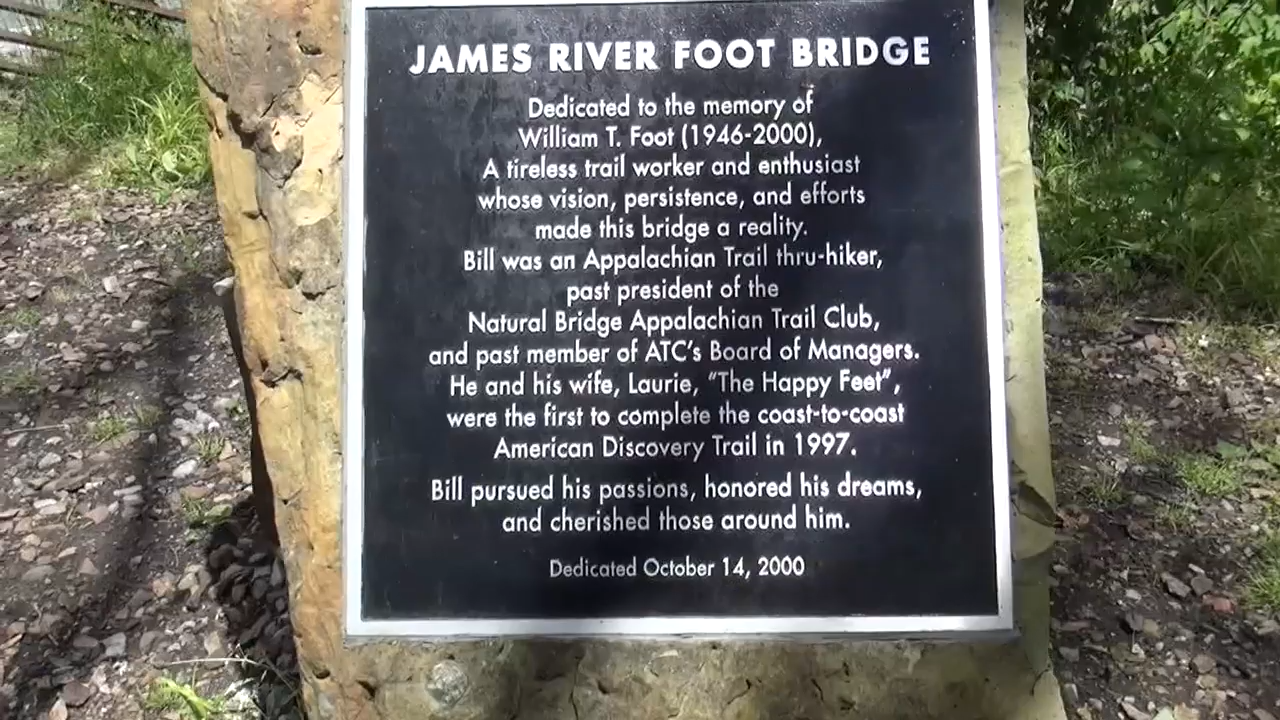 JAMES RIVER FOOT BRIDGE
Dedicated to the memory of
William T. Foot (1946-2000),
A tireless trail worker and enthusiast
whose vision, persistence, and efforts
made this bridge a reality.
Bill was an Appalachian Trail thru-hiker,
past president of the
Natural Bridge Appalachian Trail Club,
and past member of ATC's Board of Managers.
He and his wife, Laurie, "The Happy Feet",
were the first to complete the coast-to-coast
American Discovery Trail in 1997.
Bill pursued his passions, honored his dreams,
and cherished those around him.
Dedicated October 14, 2000